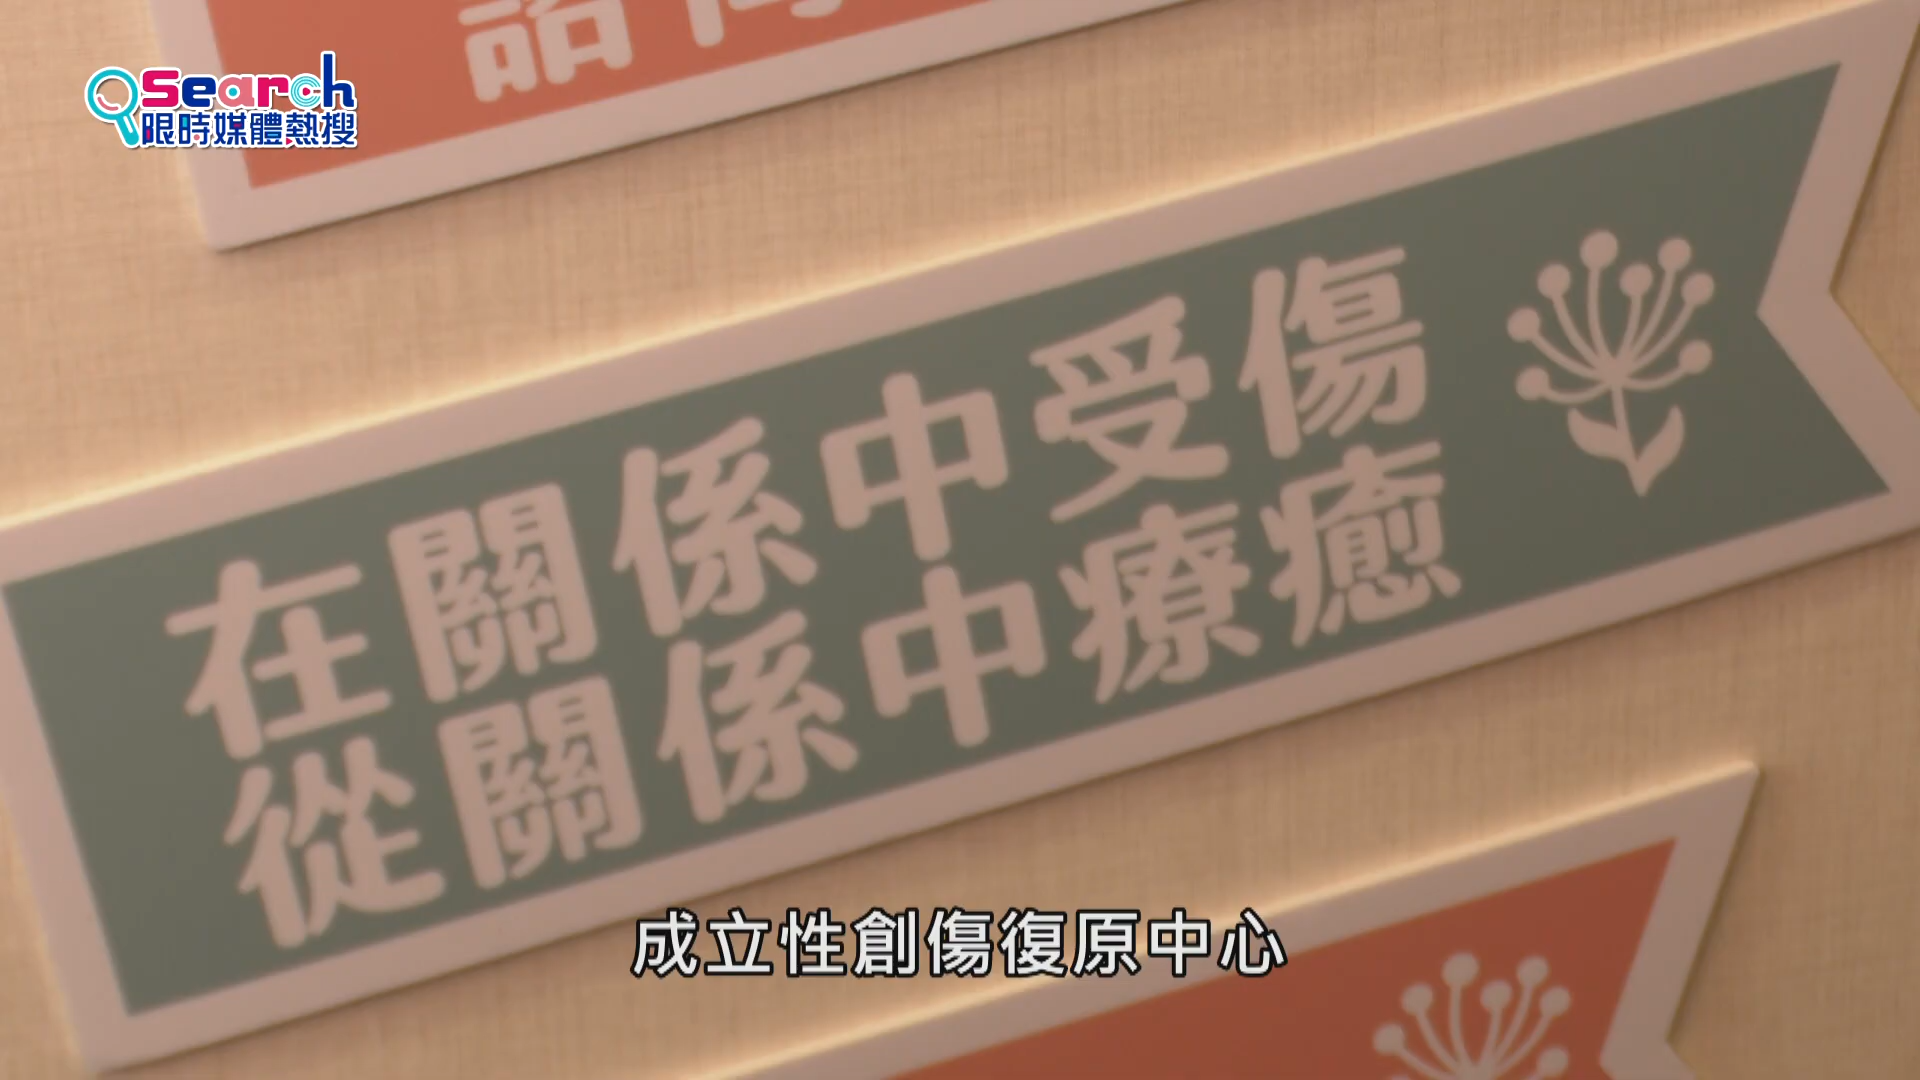 Search
限時媒體熱搜
在關係中受傷
從關係中療癒
成立性創傷復原中心